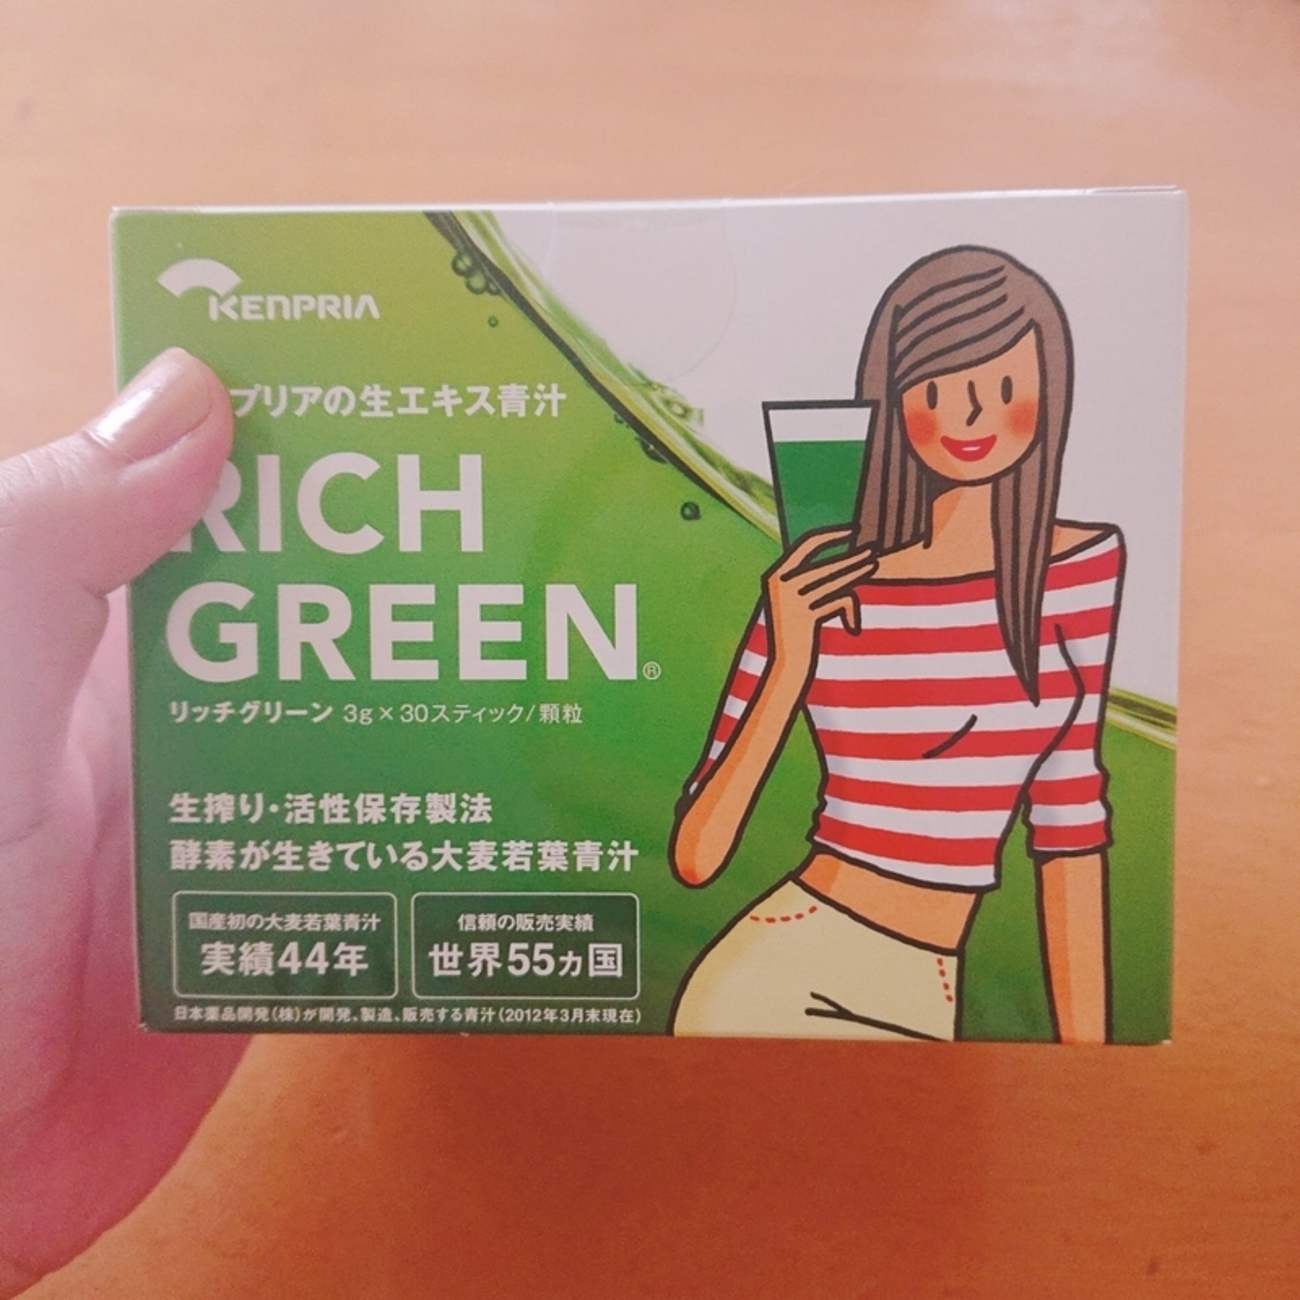 KENPRIA
プリアの生エキス青汁
RICH
GREEN®
リッチグリーン 3g×30スティック/顆粒
生搾り・活性保存製法
酵素が生きている大麦若葉青汁
国産初の大麦若葉青汁
実績44年
信頼の販売実績
世界55カ国
日本薬品開発(株)が開発、製造、販売する青汁(2012年3月末現在)